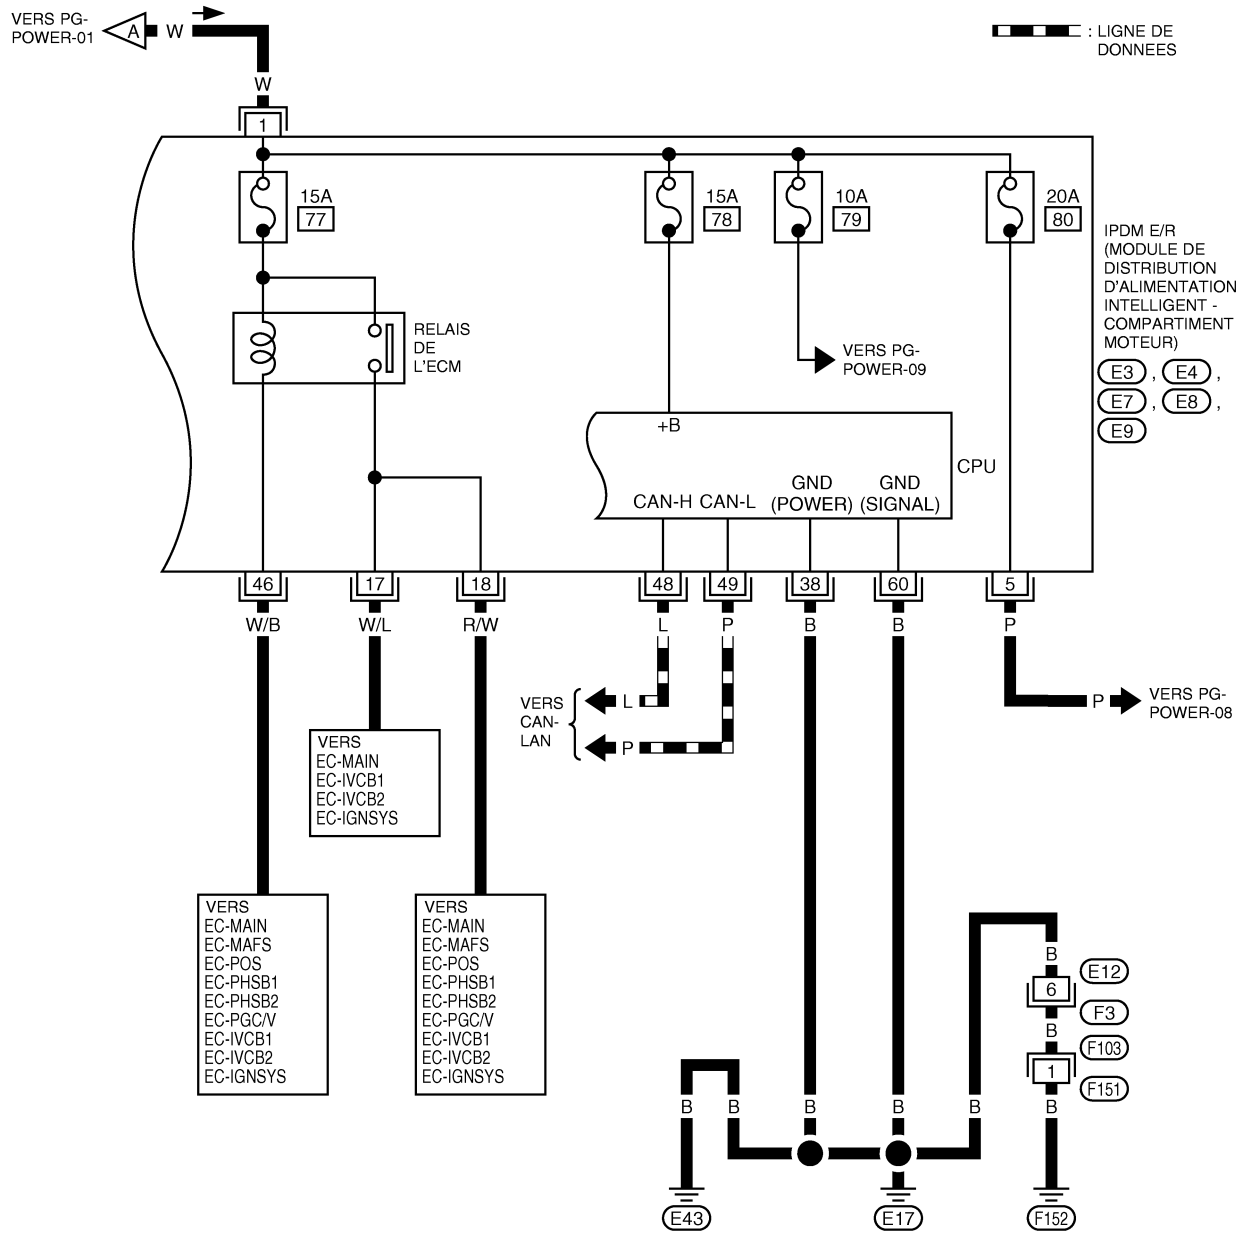 VERS PG-
POWER-01
A
W
: LIGNE DE
DONNEES
W
1
15A
77
15A
78
10A
79
20A
80
IPDM E/R
(MODULE DE
DISTRIBUTION
D'ALIMENTATION
INTELLIGENT -
COMPARTIMENT
MOTEUR)
E3 , E4 ,
E7 , E8 ,
E9
RELAIS
DE
L'ECM
VERS PG-
POWER-09
+B
CPU
CAN-H CAN-L
GND
(POWER)
GND
(SIGNAL)
46
17
18
48
49
38
60
5
W/B
W/L
R/W
L
P
B
B
P
VERS
CAN-
LAN
L
P
P
VERS PG-
POWER-08
VERS
EC-MAIN
EC-IVCB1
EC-IVCB2
EC-IGNSYS
VERS
EC-MAIN
EC-MAFS
EC-POS
EC-PHSB1
EC-PHSB2
EC-PGC/V
EC-IVCB1
EC-IVCB2
EC-IGNSYS
VERS
EC-MAIN
EC-MAFS
EC-POS
EC-PHSB1
EC-PHSB2
EC-PGC/V
EC-IVCB1
EC-IVCB2
EC-IGNSYS
B
E12
6
F3
B
F103
1
F151
B
B
B
B
B
B
E43
E17
F152